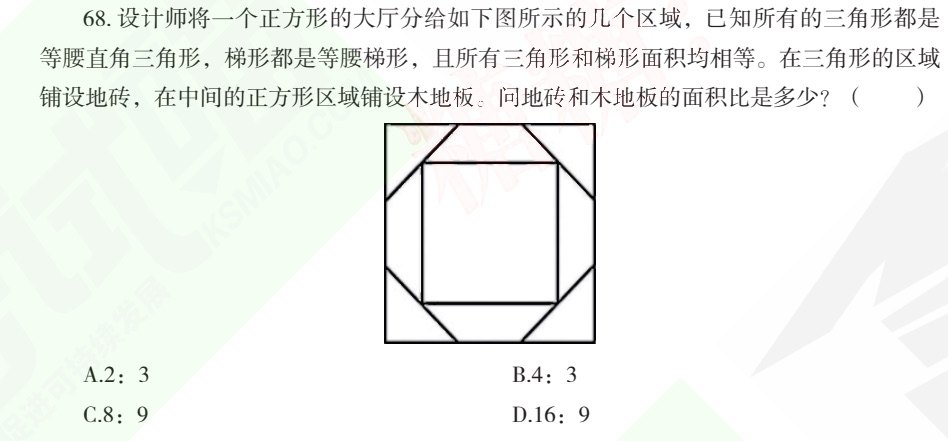 68. 设计师将一个正方形的大厅分给如下图所示的几个区域，已知所有的三角形都是
等腰直角三角形，梯形都是等腰梯形，且所有三角形和梯形面积均相等。在三角形的区域
铺设地砖，在中间的正方形区域铺设木地板。问地砖和木地板的面积比是多少？（　　）
KSMIAO.COM
A.2：3
B.4：3
C.8：9
D.16：9